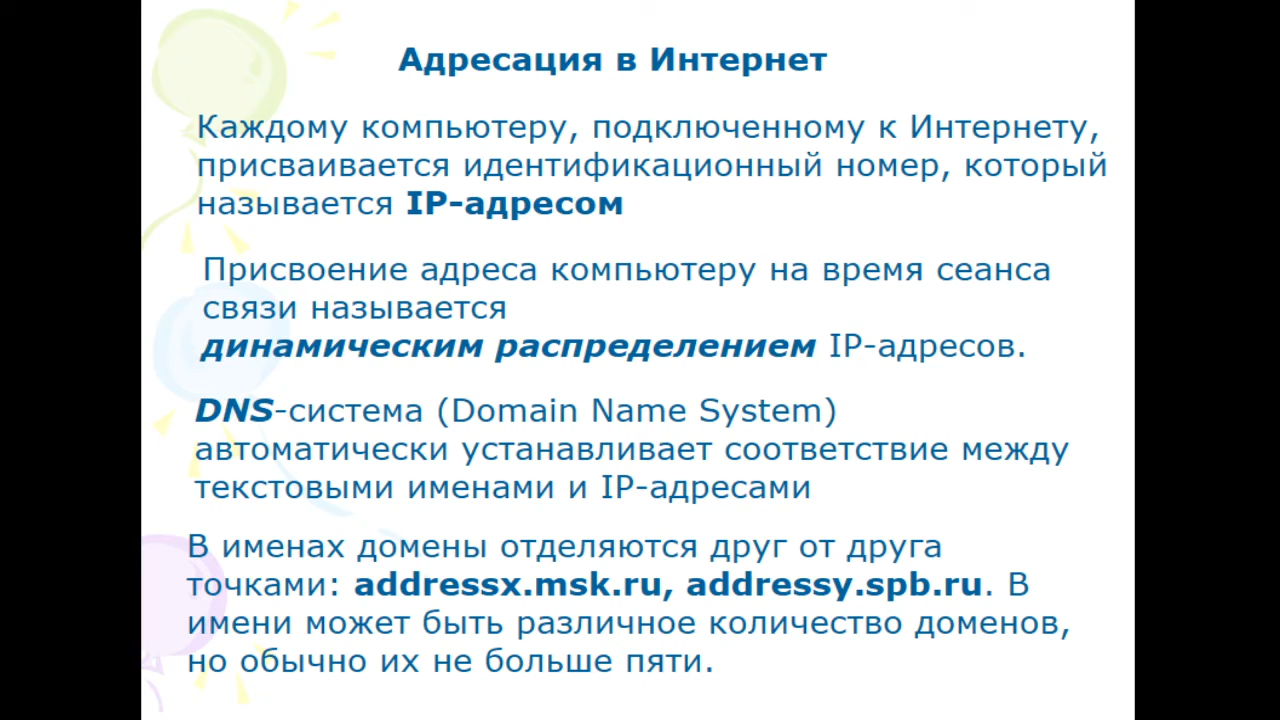 Адресация в Интернет
Каждому компьютеру, подключенному к Интернету,
присваивается идентификационный номер, который
называется IP-адресом
Присвоение адреса компьютеру на время сеанса
связи называется
динамическим распределением IP-адресов.
DNS-система (Domain Name System)
автоматически устанавливает соответствие между
текстовыми именами и IP-адресами
В именах домены отделяются друг от друга
точками: addressx.msk.ru, addressy.spb.ru. В
имени может быть различное количество доменов,
но обычно их не больше пяти.